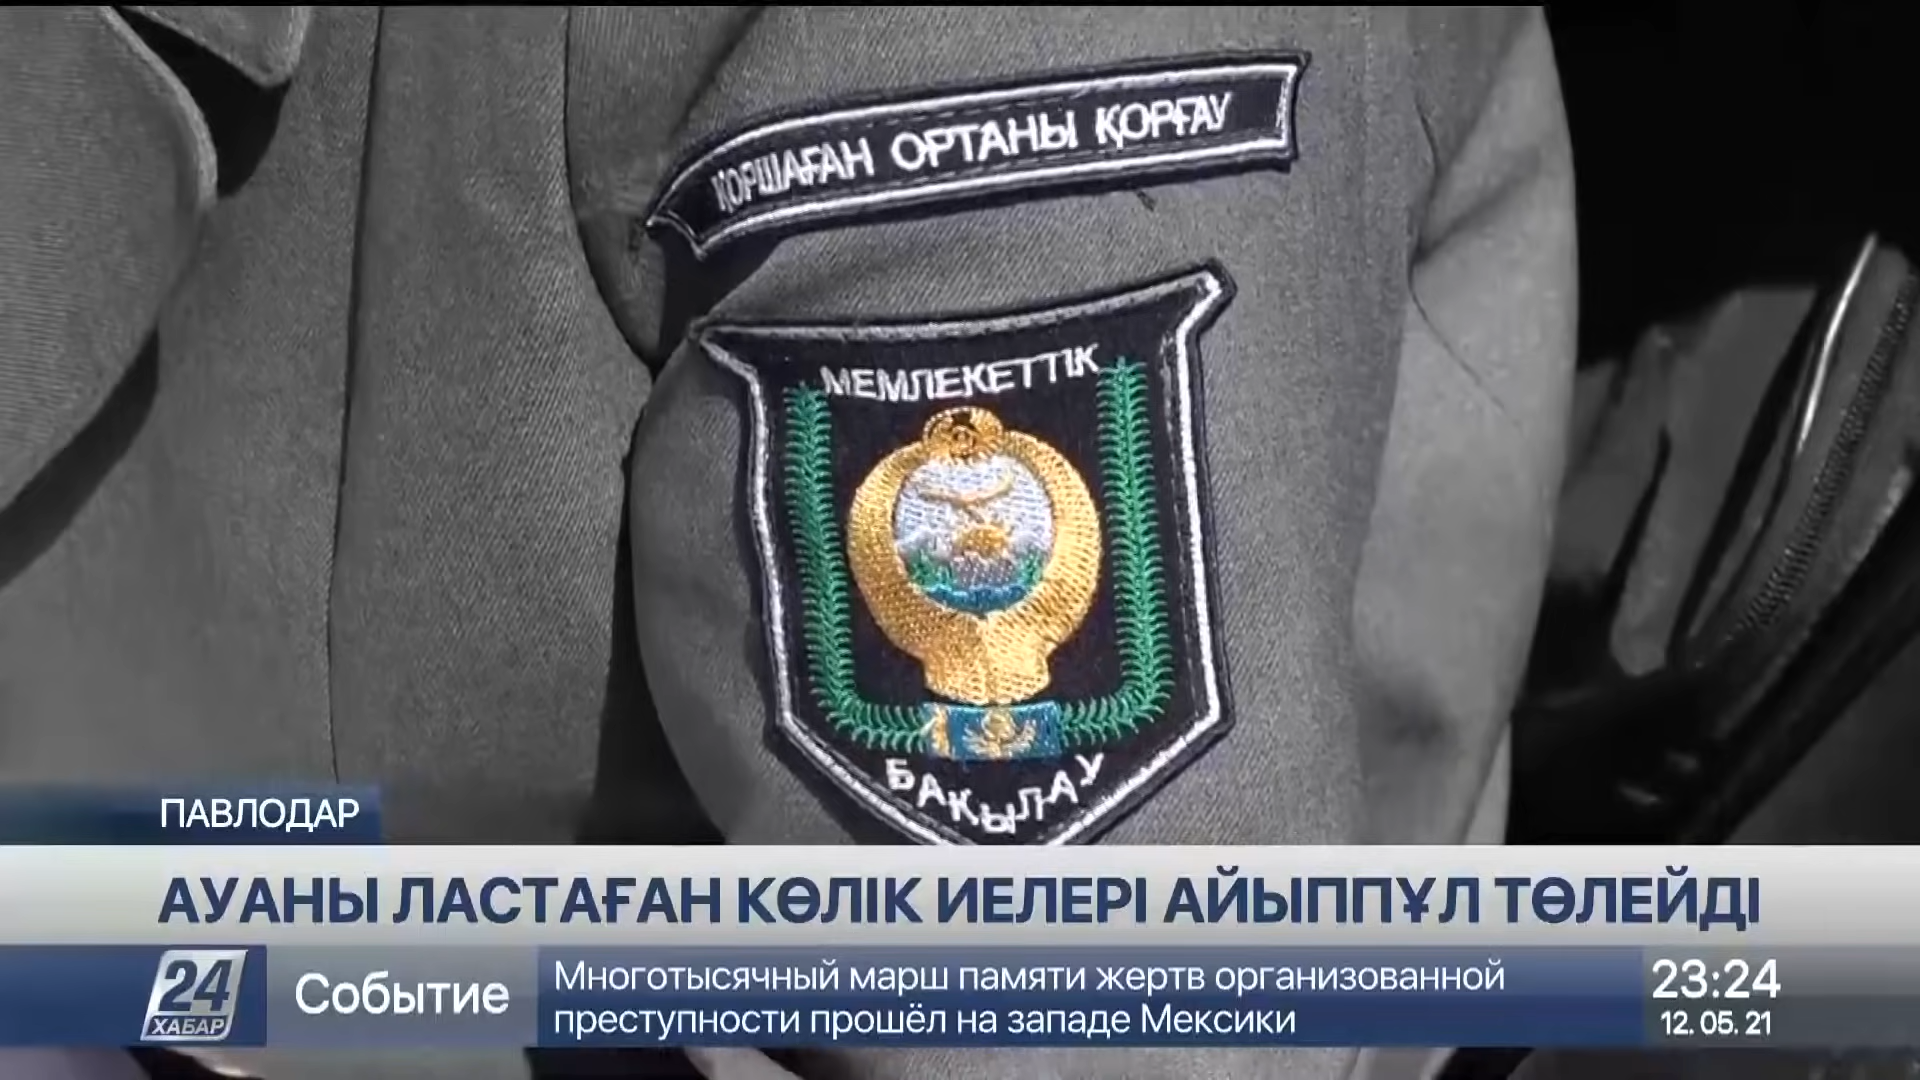 ҚОРШАҒАН ОРТАНЫ ҚОРҒАУ
МЕМЛЕКЕТТІК
БАҚЫЛАУ
ПАВЛОДАР
АУАНЫ ЛАСТАҒАН КӨЛІК ИЕЛЕРІ АЙЫППҰЛ ТӨЛЕЙДІ
24
ХАБАР
Событие
Многотысячный марш памяти жертв организованной
преступности прошёл на западе Мексики
23:24
12. 05. 21